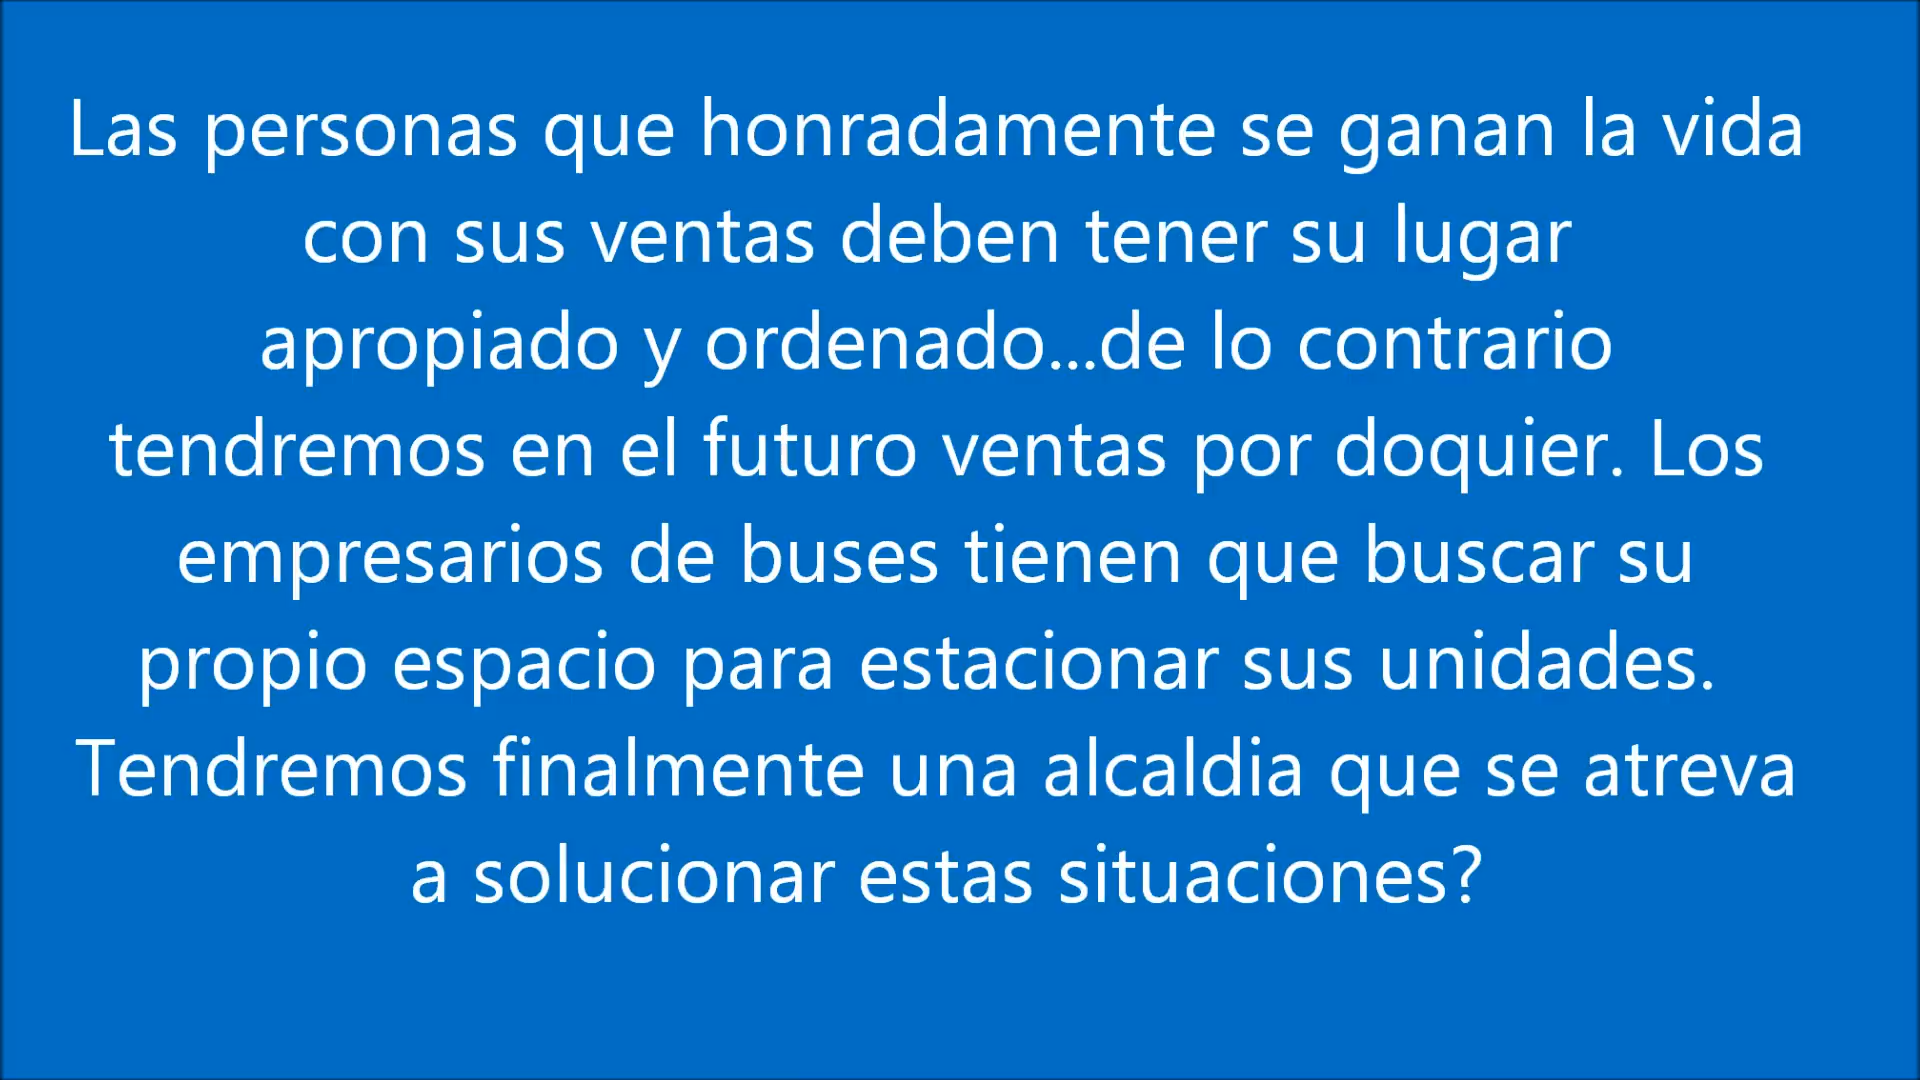 Las personas que honradamente se ganan la vida
con sus ventas deben tener su lugar
apropiado y ordenado...de lo contrario
tendremos en el futuro ventas por doquier. Los
empresarios de buses tienen que buscar su
propio espacio para estacionar sus unidades.
Tendremos finalmente una alcaldia que se atreva
a solucionar estas situaciones?